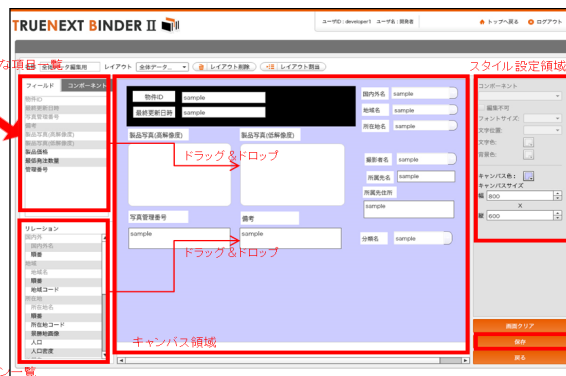 TRUENEXT BINDER II
ユーザID : developer1 ユーザ名 : 開発者
トップへ戻る ログアウト
な項目一覧
名称 全体データ編集用 レイアウト 全体データ... レイアウト削除 レイアウト割当
スタイル設定領域
フィールド コンポーネント
物件ID
最終更新日時
写真管理番号
備考
製品写真(高解像度)
製品写真(低解像度)
製品価格
最低発注数量
管理番号
リレーション
国内外
国内外名
順番
地域
地域名
順番
地域コード
所在地
所在地名
順番
所在地コード
景勝地画像
人口
人口密度
ン一覧
物件ID sample
最終更新日時 sample
国内外名 sample
地域名 sample
所在地名 sample
製品写真(高解像度) 製品写真(低解像度)
ドラッグ&ドロップ
撮影者名 sample
所属先名 sample
所属先住所
sample
写真管理番号 備考
sample sample
分類名 sample
ドラッグ&ドロップ
キャンバス領域
コンポーネント
編集不可
フォントサイズ:
文字位置:
文字色:
背景色:
キャンバス色:
キャンバスサイズ
幅 800
X
縦 600
画面クリア
保存
戻る